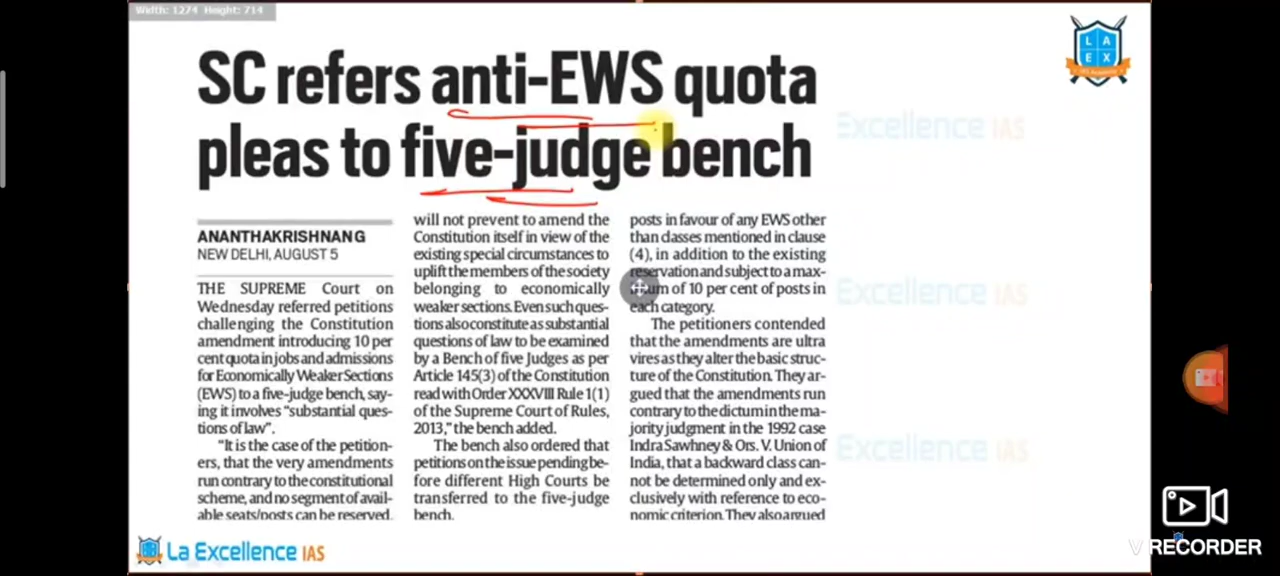 Width: 1274 Height: 714
LAEX
IAS Academy
SC refers anti-EWS quota
pleas to five-judge bench
Excellence IAS
ANANTHAKRISHNAN G
NEW DELHI, AUGUST 5
THE SUPREME Court on
Wednesday referred petitions
challenging the Constitution
amendment introducing 10 per
cent quota in jobs and admissions
for Economically Weaker Sections
(EWS) to a five-judge bench, say-
ing it involves "substantial ques-
tions of law".
"It is the case of the petition-
ers, that the very amendments
run contrary to the constitutional
scheme, and no segment of avail-
able seats/posts can be reserved,
will not prevent to amend the
Constitution itself in view of the
existing special circumstances to
uplift the members of the society
belonging to economically
weaker sections. Even such ques-
tions also constitute as substantial
questions of law to be examined
by a Bench of five Judges as per
Article 145(3) of the Constitution
read with Order XXXVIII Rule 1(1)
of the Supreme Court of Rules,
2013," the bench added.
The bench also ordered that
petitions on the issue pending be-
fore different High Courts be
transferred to the five-judge
bench.
posts in favour of any EWS other
than classes mentioned in clause
(4), in addition to the existing
reservation and subject to a max-
imum of 10 per cent of posts in
each category.
The petitioners contended
that the amendments are ultra
vires as they alter the basic struc-
ture of the Constitution. They ar-
gued that the amendments run
contrary to the dictum in the ma-
jority judgment in the 1992 case
Indra Sawhney & Ors. V. Union of
India, that a backward class can-
not be determined only and ex-
clusively with reference to eco-
nomic criterion. They also argued
Excellence IAS
Excellence IAS
La Excellence IAS
V RECORDER